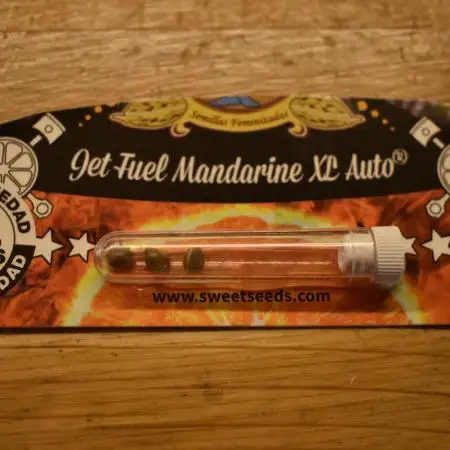 Semillas Feminizadas
Jet Fuel Mandarine XL Auto®
www.sweetseeds.com